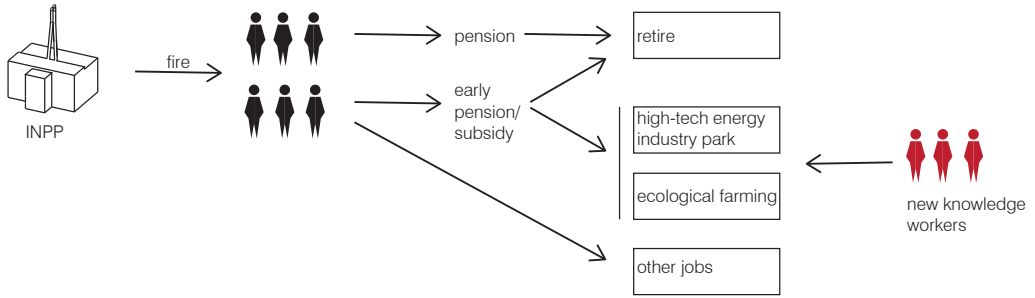 INPP
fire
pension
early
pension/
subsidy
retire
high-tech energy
industry park
ecological farming
other jobs
new knowledge
workers